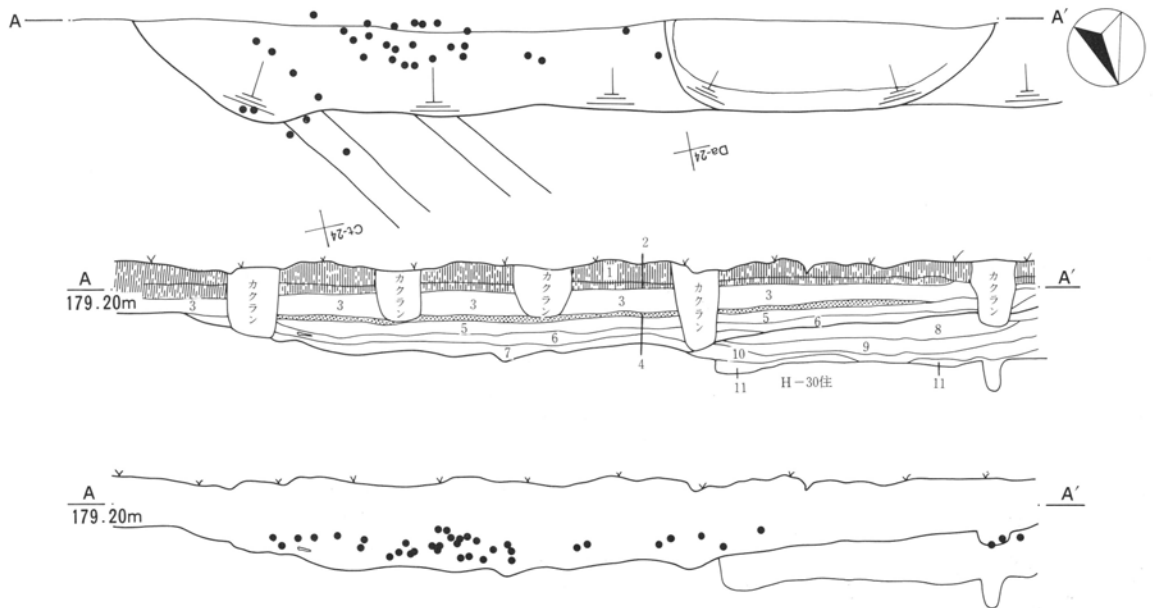 A A′
Da-24
Ct-24
2
1
A A′
179.20m
カクラン カクラン カクラン カクラン カクラン
3 3 3 3 3
5 5 6 8
6 7 4
10 9
11 H-30住 11
A A′
179.20m